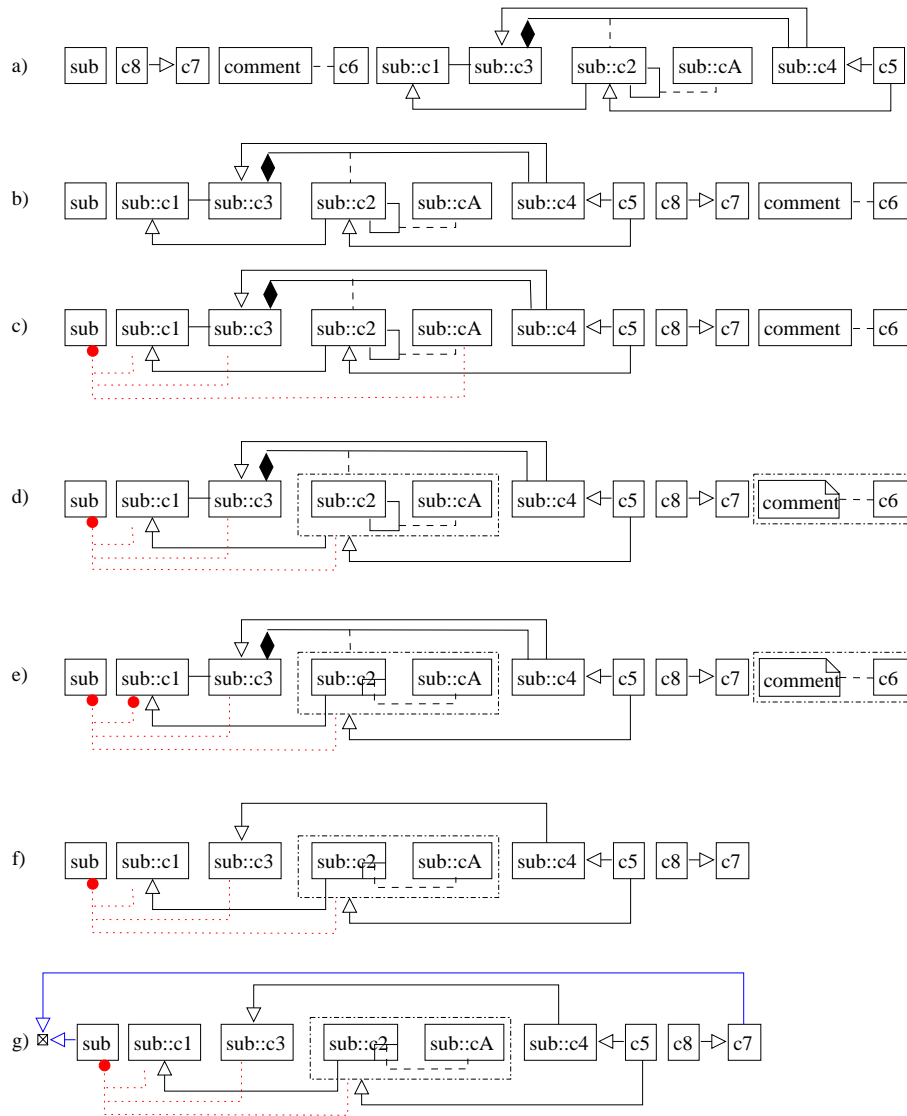 a) sub c8 c7 comment c6 sub::c1 sub::c3 sub::c2 sub::cA sub::c4 c5
b) sub sub::c1 sub::c3 sub::c2 sub::cA sub::c4 c5 c8 c7 comment c6
c) sub sub::c1 sub::c3 sub::c2 sub::cA sub::c4 c5 c8 c7 comment c6
d) sub sub::c1 sub::c3 sub::c2 sub::cA sub::c4 c5 c8 c7 comment c6
e) sub sub::c1 sub::c3 sub::c2 sub::cA sub::c4 c5 c8 c7 comment c6
f) sub sub::c1 sub::c3 sub::c2 sub::cA sub::c4 c5 c8 c7
g) sub sub::c1 sub::c3 sub::c2 sub::cA sub::c4 c5 c8 c7